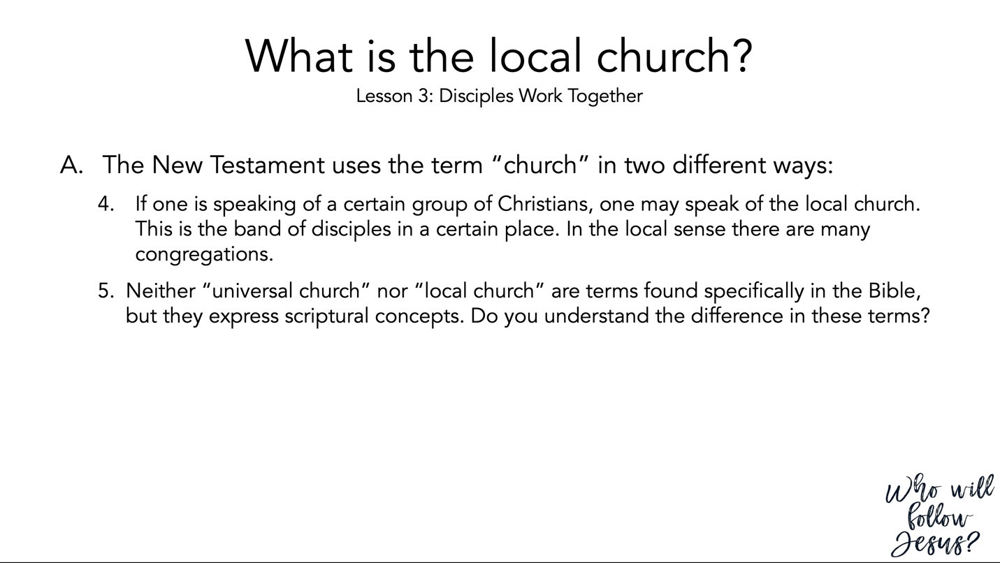 What is the local church?
Lesson 3: Disciples Work Together
A. The New Testament uses the term “church” in two different ways:
4. If one is speaking of a certain group of Christians, one may speak of the local church.
This is the band of disciples in a certain place. In the local sense there are many
congregations.
5. Neither “universal church” nor “local church” are terms found specifically in the Bible,
but they express scriptural concepts. Do you understand the difference in these terms?
Who will
follow
Jesus?